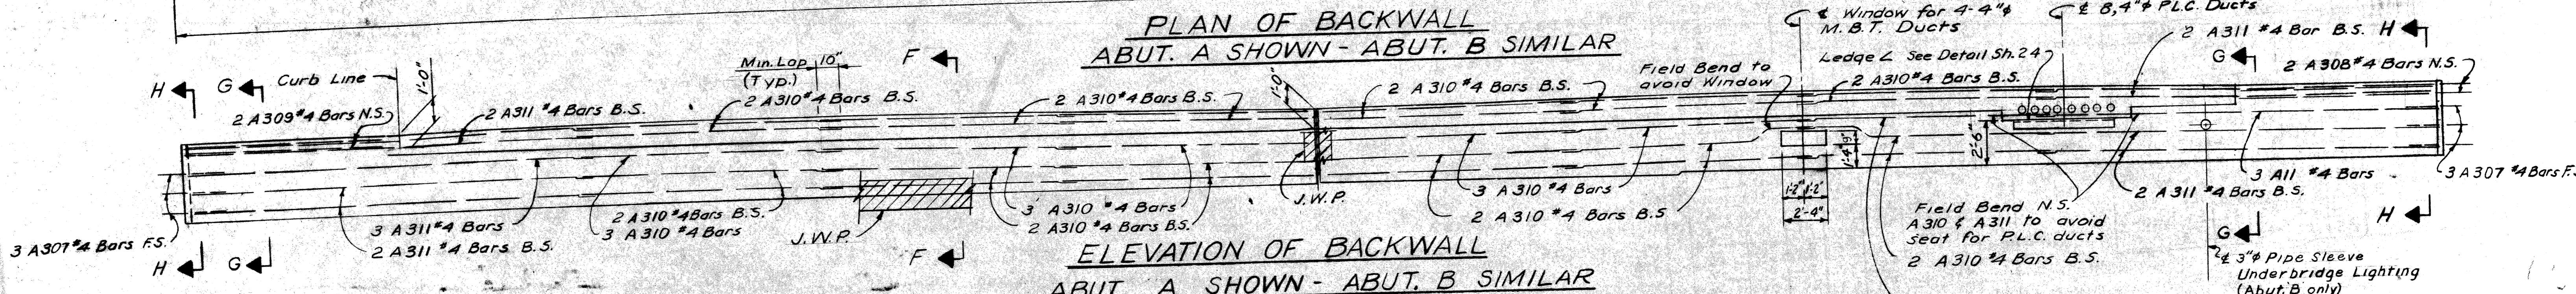 PLAN OF BACKWALL
ABUT. A SHOWN - ABUT. B SIMILAR
℄ Window for 4-4"φ
M.B.T. Ducts
℄ 8,4"φ P.L.C. Ducts
2 A311 #4 Bar B.S.
H
Ledge L See Detail Sh.24
2 A310 #4 Bars B.S.
G
2 A308 #4 Bars N.S.
H
G
Curb Line
1'-0"
Min. Lap 10"
(Typ.)
F
2 A310 #4 Bars B.S.
2 A310 #4 Bars B.S.
1'-0"
2 A310 #4 Bars B.S.
Field Bend to
avoid Window
2 A309 #4 Bars N.S.
2 A311 #4 Bars B.S.
1'-4"
9"
2'-6"
3 A307 #4 Bars F.S.
H
G
3 A311 #4 Bars
2 A311 #4 Bars B.S.
2 A310 #4 Bars B.S.
3 A310 #4 Bars
J.W.P.
F
3 A310 #4 Bars
2 A310 #4 Bars B.S.
J.W.P.
3 A310 #4 Bars
2 A310 #4 Bars B.S.
1'-2" 1'-2"
2'-4"
Field Bend N.S.
A310 & A311 to avoid
seat for P.L.C. ducts
2 A310 #4 Bars B.S.
3 A11 #4 Bars
2 A311 #4 Bars B.S.
3 A307 #4 Bars F.S.
H
G
℄ 3"φ Pipe Sleeve
Underbridge Lighting
(Abut. B only)
ELEVATION OF BACKWALL
ABUT. A SHOWN - ABUT. B SIMILAR